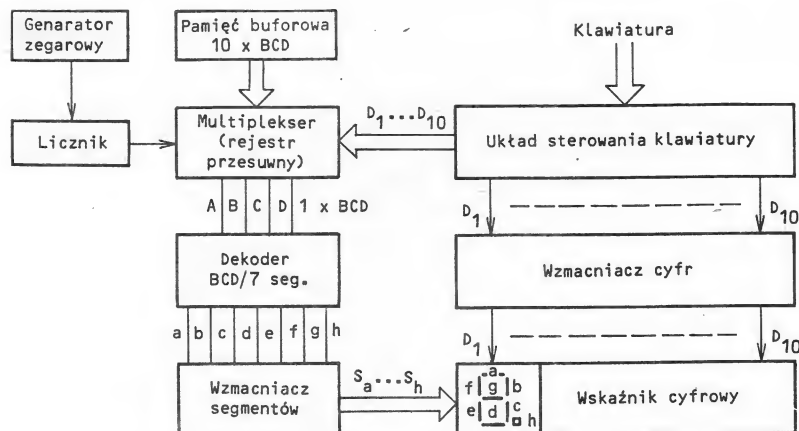 Genarator
zegarowy
Pamięć buforowa
10 x BCD
Klawiatura
Licznik
Multiplekser
(rejestr
przesuwny)
D1...D10
Układ sterowania klawiatury
A B C D 1 x BCD
D1 D10
Dekoder
BCD/7 seg.
Wzmacniacz cyfr
a b c d e f g h
D1 D10
Wzmacniacz
segmentów
Sa...Sh
a
f g b
e d c
h
Wskaźnik cyfrowy